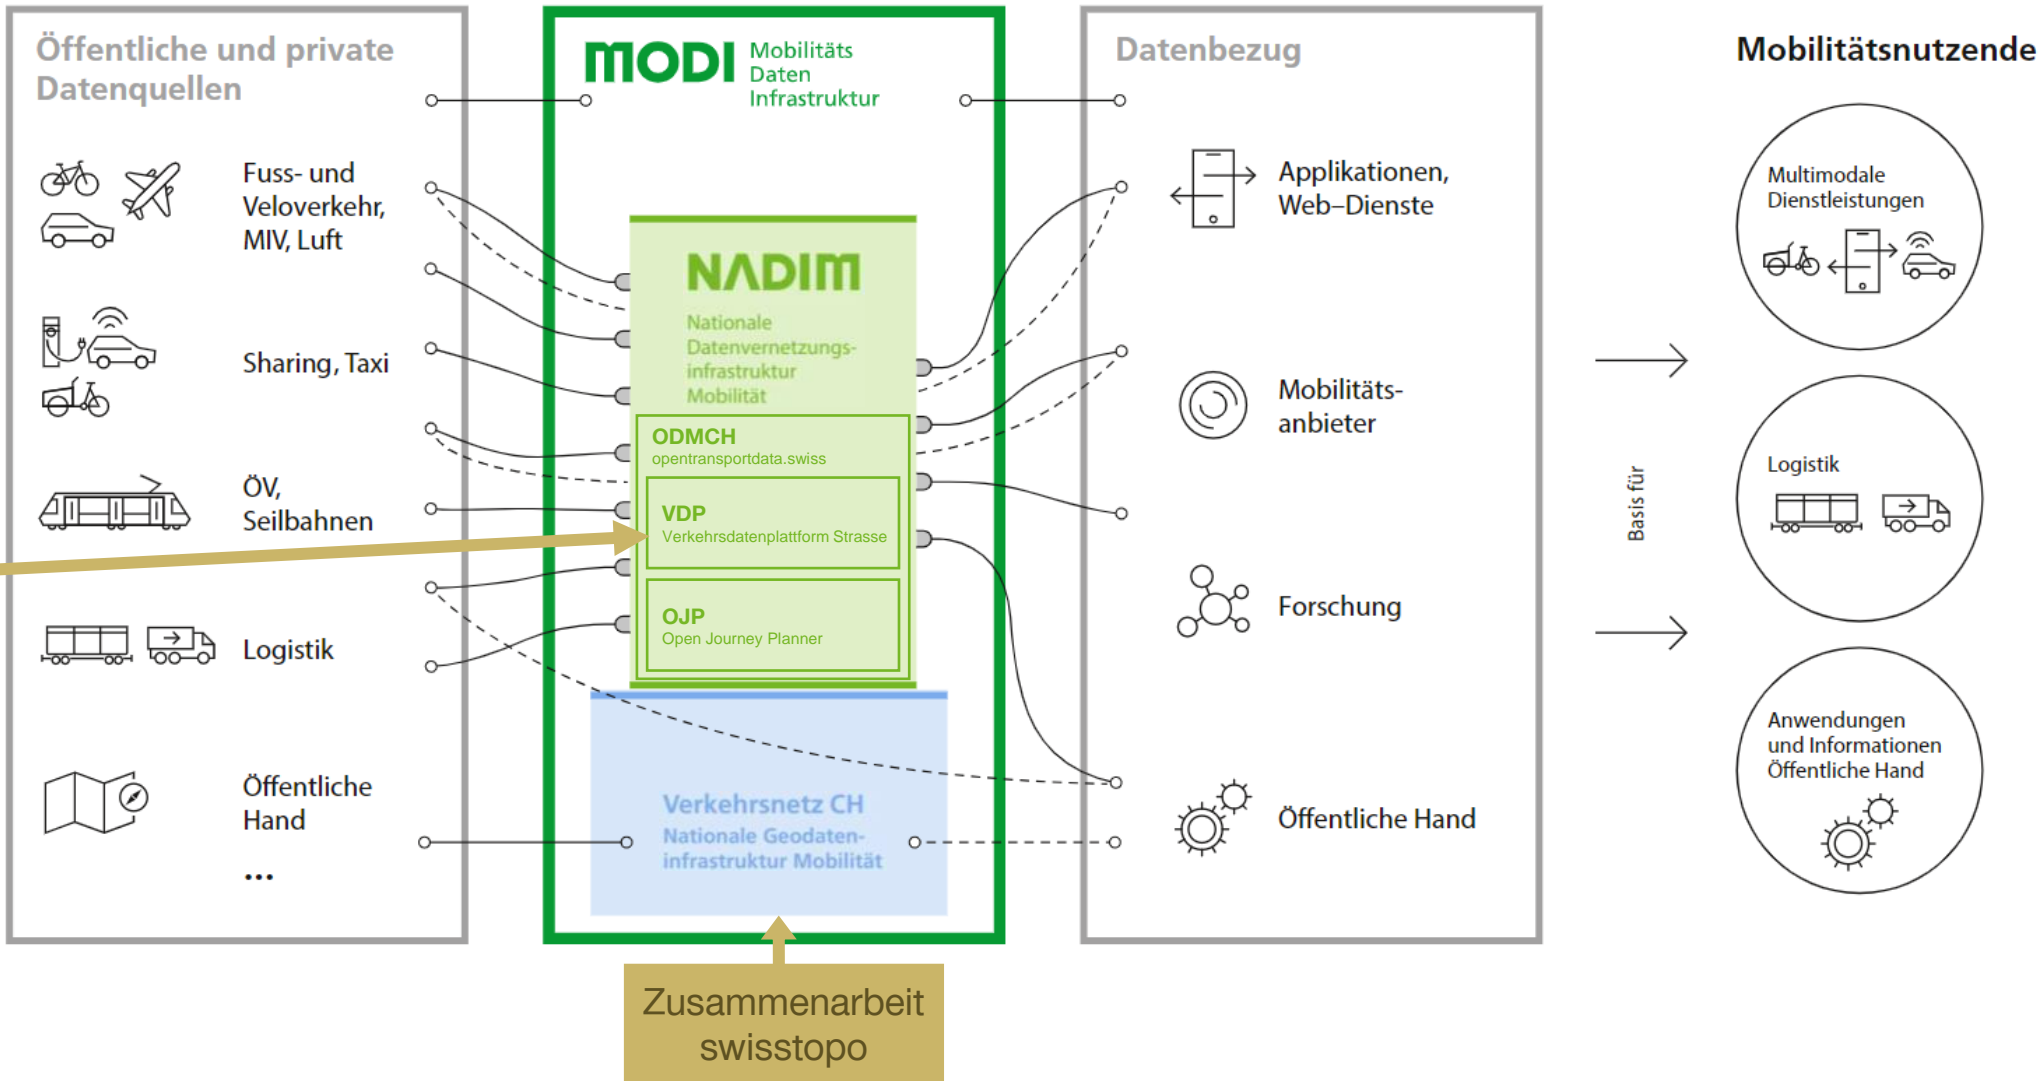 Öffentliche und private
Datenquellen
Fuss- und
Veloverkehr,
MIV, Luft
Sharing, Taxi
ÖV,
Seilbahnen
Logistik
Öffentliche
Hand
...
MODI
Mobilitäts
Daten
Infrastruktur
NADIM
Nationale
Datenvernetzungs-
infrastruktur
Mobilität
ODMCH
opentransportdata.swiss
VDP
Verkehrsdatenplattform Strasse
OJP
Open Journey Planner
Verkehrsnetz CH
Nationale Geodaten-
infrastruktur Mobilität
Zusammenarbeit
swisstopo
Datenbezug
Applikationen,
Web–Dienste
Mobilitäts-
anbieter
Forschung
Öffentliche Hand
Basis für
Mobilitätsnutzende
Multimodale
Dienstleistungen
Logistik
Anwendungen
und Informationen
Öffentliche Hand